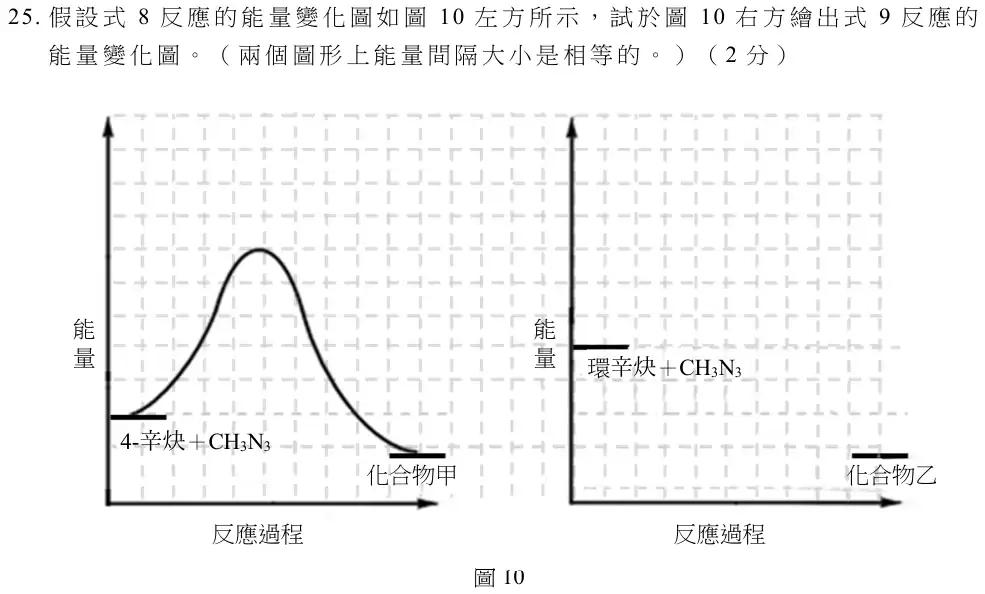 25. 假設式 8 反應的能量變化圖如圖 10 左方所示，試於圖 10 右方繪出式 9 反應的
能量變化圖。（兩個圖形上能量間隔大小是相等的。）（2 分）
能量
4-辛炔＋CH₃N₃
化合物甲
反應過程
能量
環辛炔＋CH₃N₃
化合物乙
反應過程
圖 10